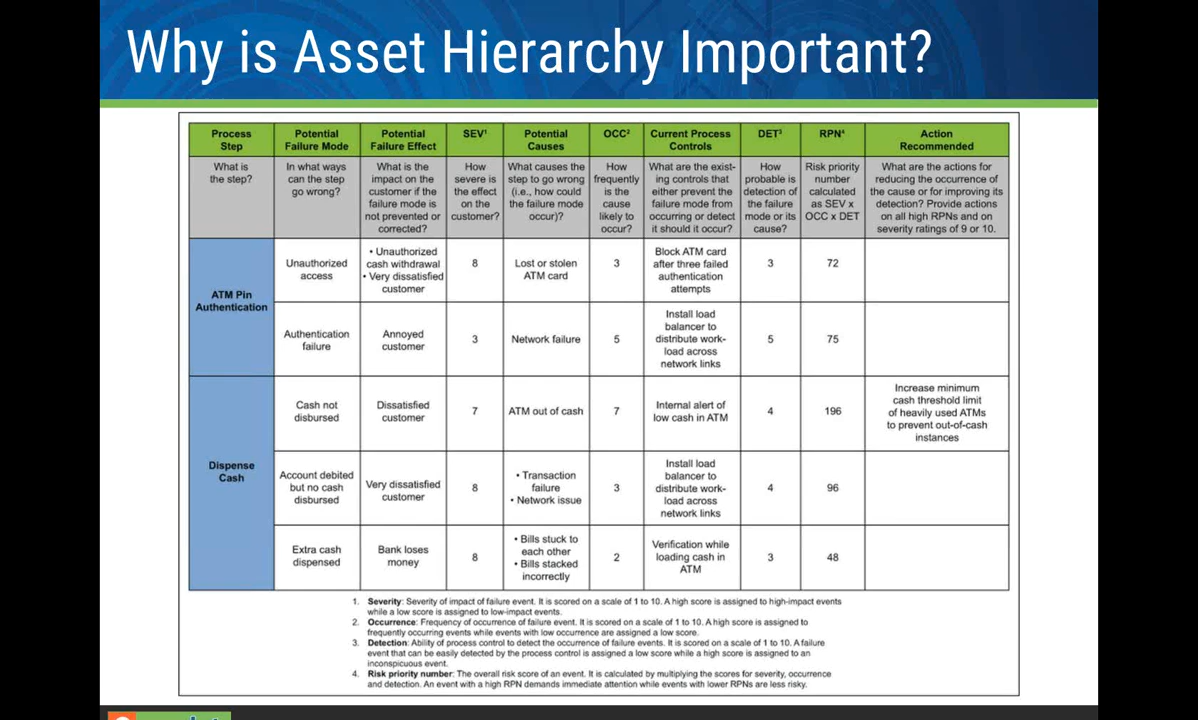 Why is Asset Hierarchy Important?
Process
Step
Potential
Failure Mode
Potential
Failure Effect
SEV¹
Potential
Causes
OCC²
Current Process
Controls
DET³
RPN⁴
Action
Recommended
What is
the step?
In what ways
can the step
go wrong?
What is the
impact on the
customer if the
failure mode is
not prevented or
corrected?
How
severe is
the effect
on the
customer?
What causes the
step to go wrong
(i.e., how could
the failure mode
occur)?
How
frequently
is the
cause
likely to
occur?
What are the exist-
ing controls that
either prevent the
failure mode from
occurring or detect
it should it occur?
How
probable is
detection of
the failure
mode or its
cause?
Risk priority
number
calculated
as SEV x
OCC x DET
What are the actions for
reducing the occurrence of
the cause or for improving its
detection? Provide actions
on all high RPNs and on
severity ratings of 9 or 10.
ATM Pin
Authentication
Unauthorized
access
• Unauthorized
cash withdrawal
• Very dissatisfied
customer
8
Lost or stolen
ATM card
3
Block ATM card
after three failed
authentication
attempts
3
72
Authentication
failure
Annoyed
customer
3
Network failure
5
Install load
balancer to
distribute work-
load across
network links
5
75
Dispense
Cash
Cash not
disbursed
Dissatisfied
customer
7
ATM out of cash
7
Internal alert of
low cash in ATM
4
196
Increase minimum
cash threshold limit
of heavily used ATMs
to prevent out-of-cash
instances
Account debited
but no cash
disbursed
Very dissatisfied
customer
8
• Transaction
failure
• Network issue
3
Install load
balancer to
distribute work-
load across
network links
4
96
Extra cash
dispensed
Bank loses
money
8
• Bills stuck to
each other
• Bills stacked
incorrectly
2
Verification while
loading cash in
ATM
3
48
1. Severity: Severity of impact of failure event. It is scored on a scale of 1 to 10. A high score is assigned to high-impact events
while a low score is assigned to low-impact events.
2. Occurrence: Frequency of occurrence of failure event. It is scored on a scale of 1 to 10. A high score is assigned to
frequently occurring events while events with low occurrence are assigned a low score.
3. Detection: Ability of process control to detect the occurrence of failure events. It is scored on a scale of 1 to 10. A failure
event that can be easily detected by the process control is assigned a low score while a high score is assigned to an
inconspicuous event.
4. Risk priority number: The overall risk score of an event. It is calculated by multiplying the scores for severity, occurrence
and detection. An event with a high RPN demands immediate attention while events with lower RPNs are less risky.